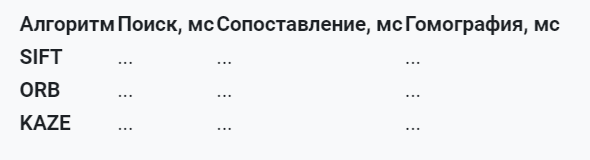 Алгоритм Поиск, мс Сопоставление, мс Гомография, мс
SIFT ... ... ...
ORB ... ... ...
KAZE ... ... ...